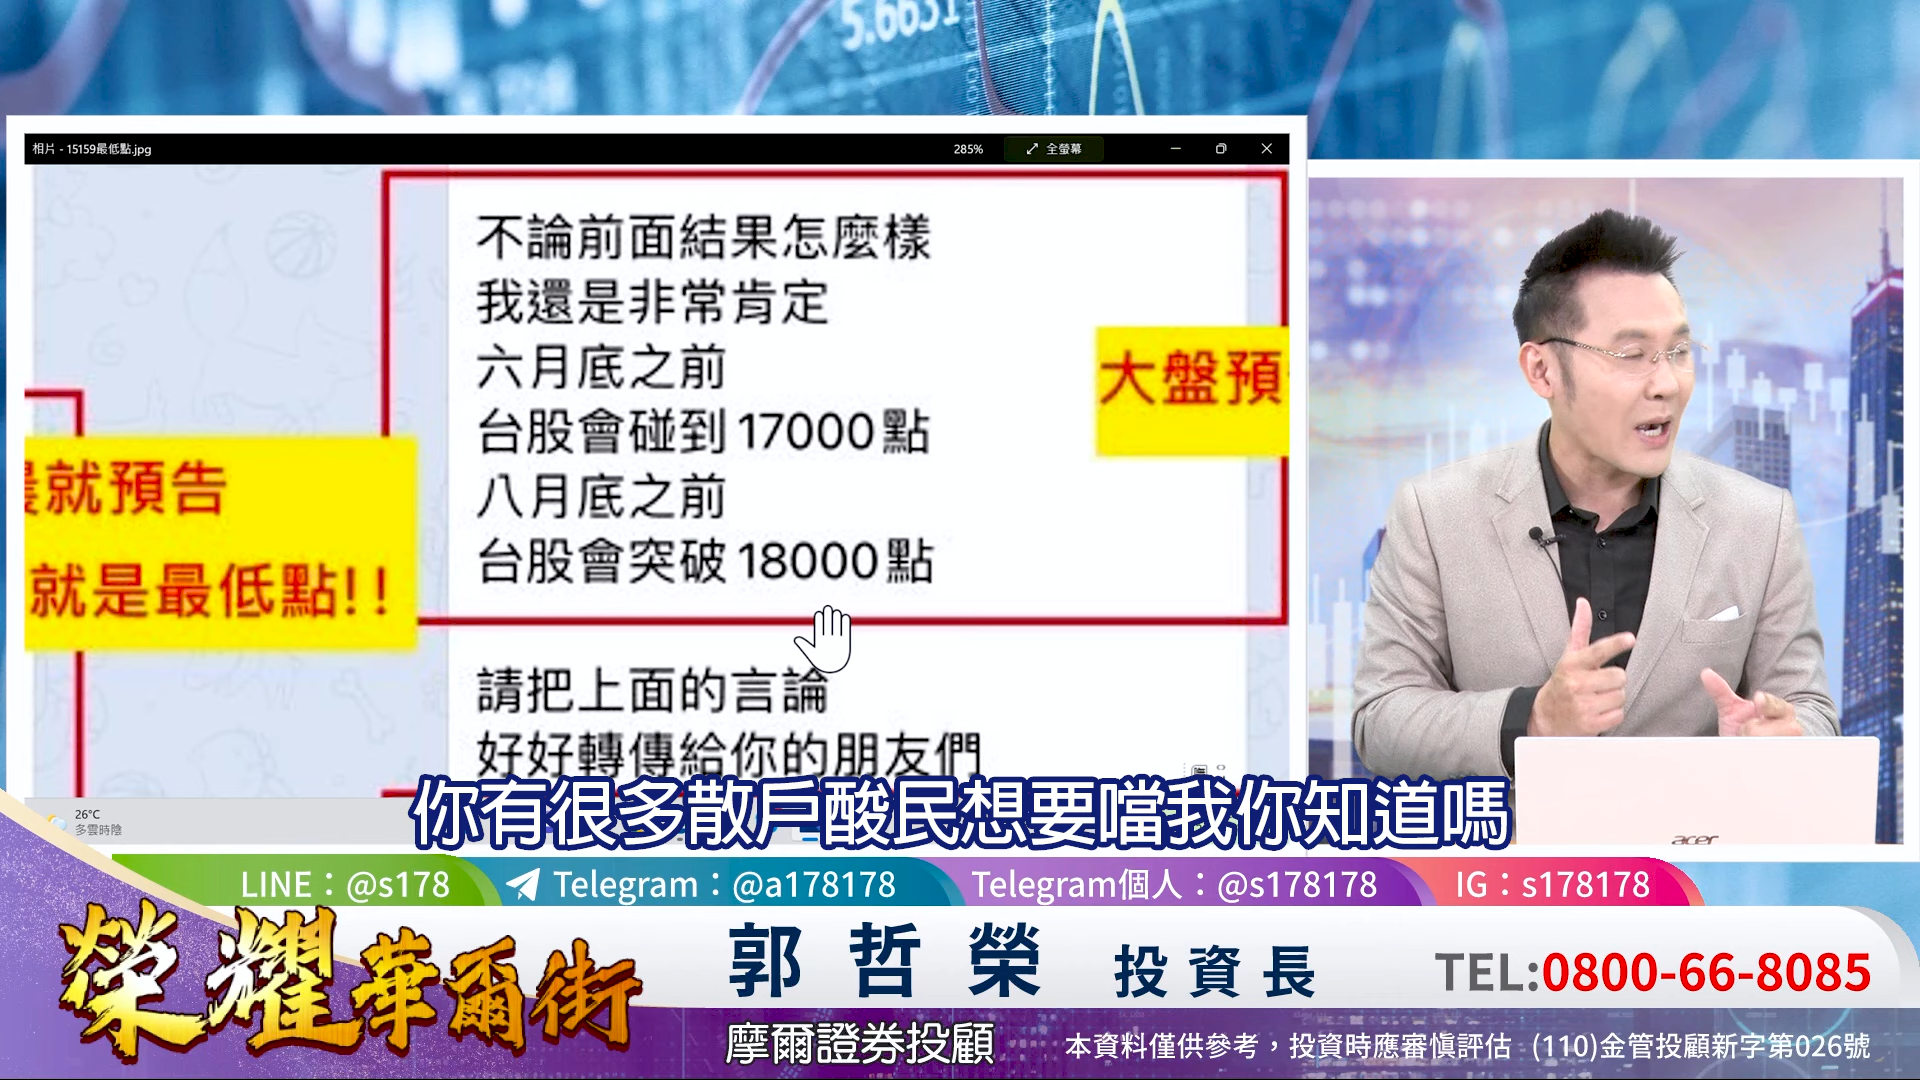 5.6631
相片 - 15159最低點.jpg
285%
全螢幕
不論前面結果怎麼樣
我還是非常肯定
六月底之前
台股會碰到17000點
八月底之前
台股會突破18000點
大盤預
就預告
就是最低點!!
請把上面的言論
好好轉傳給你的朋友們
26°C
多雲時陰
你有很多散戶酸民想要噹我你知道嗎
acer
LINE：@s178
Telegram：@a178178
Telegram個人：@s178178
IG：s178178
榮耀華爾街
郭哲榮 投資長
TEL:0800-66-8085
摩爾證券投顧
本資料僅供參考，投資時應審慎評估 (110)金管投顧新字第026號